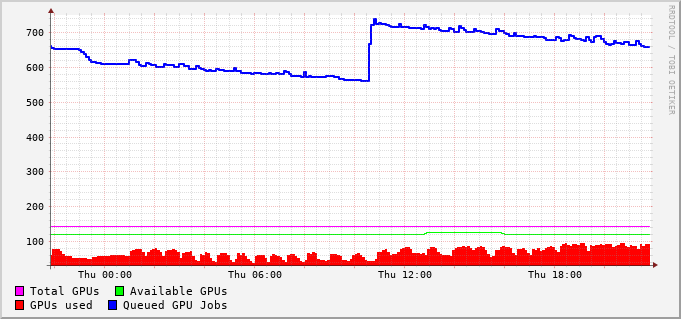 700
600
500
400
300
200
100
Thu 00:00 Thu 06:00 Thu 12:00 Thu 18:00
Total GPUs Available GPUs
GPUs used Queued GPU Jobs
RRDTOOL / TOBI OETIKER